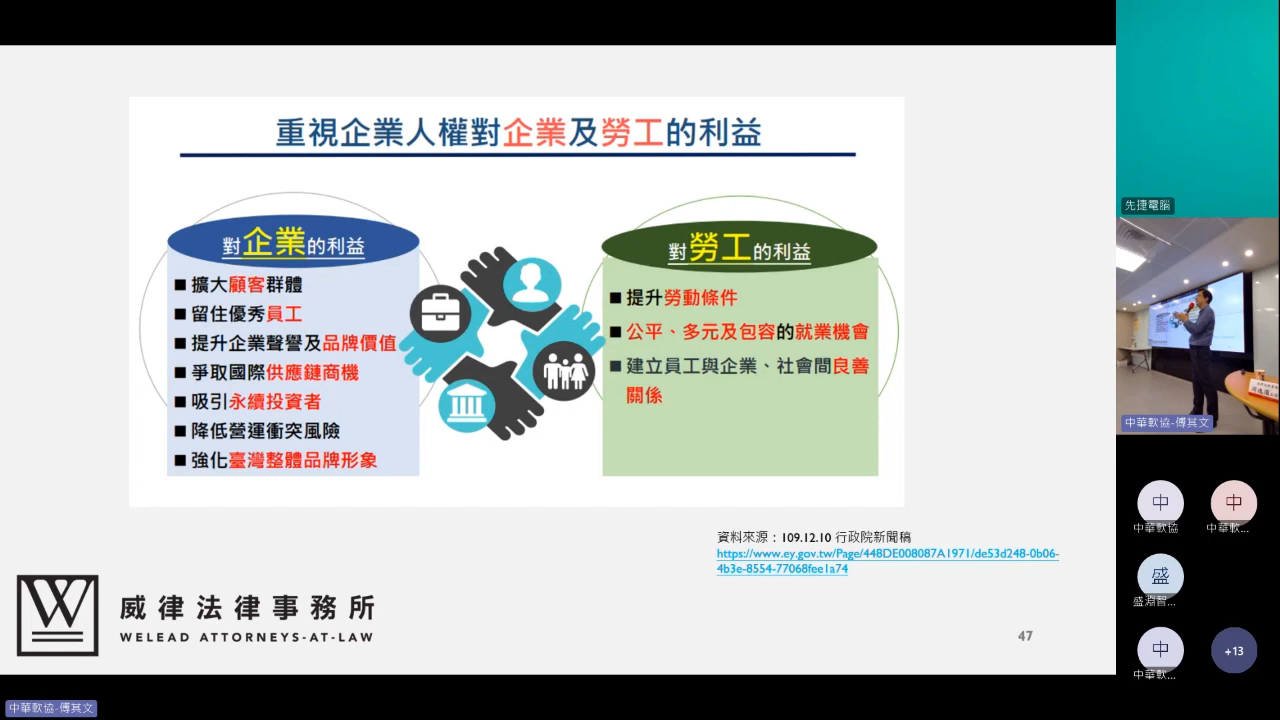 重視企業人權對企業及勞工的利益
對企業的利益
■ 擴大顧客群體
■ 留住優秀員工
■ 提升企業聲譽及品牌價值
■ 爭取國際供應鏈商機
■ 吸引永續投資者
■ 降低營運衝突風險
■ 強化臺灣整體品牌形象
對勞工的利益
■ 提升勞動條件
■ 公平、多元及包容的就業機會
■ 建立員工與企業、社會間良善
關係
資料來源：109.12.10 行政院新聞稿
https://www.ey.gov.tw/Page/448DE008087A1971/de53d248-0b06-
4b3e-8554-77068fee1a74
W
威律法律事務所
WELEAD ATTORNEYS-AT-LAW
47
中華軟協-傅其文
先捷電腦
中華軟協-傅其文
中
中華軟協
中
中華軟...
盛
盛淵智...
中
中華軟...
+13